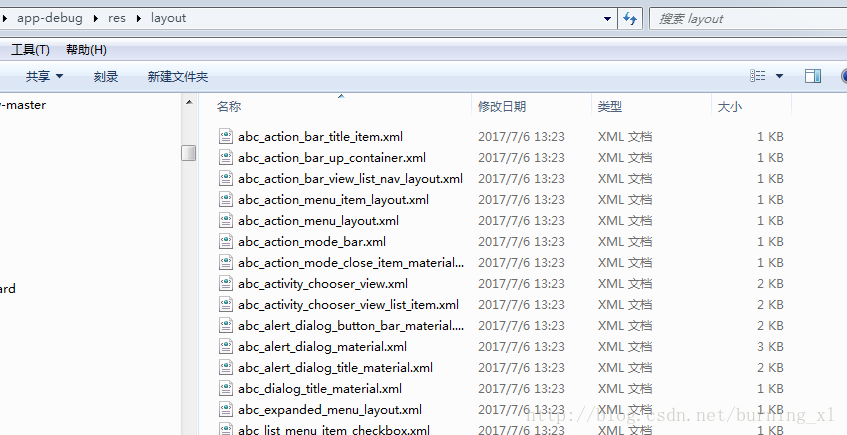 app-debug ▸ res ▸ layout 搜索 layout
工具(T) 帮助(H)
共享 刻录 新建文件夹
-master
ard
名称 修改日期 类型 大小
abc_action_bar_title_item.xml 2017/7/6 13:23 XML 文档 1 KB
abc_action_bar_up_container.xml 2017/7/6 13:23 XML 文档 1 KB
abc_action_bar_view_list_nav_layout.xml 2017/7/6 13:23 XML 文档 1 KB
abc_action_menu_item_layout.xml 2017/7/6 13:23 XML 文档 1 KB
abc_action_menu_layout.xml 2017/7/6 13:23 XML 文档 1 KB
abc_action_mode_bar.xml 2017/7/6 13:23 XML 文档 1 KB
abc_action_mode_close_item_material... 2017/7/6 13:23 XML 文档 1 KB
abc_activity_chooser_view.xml 2017/7/6 13:23 XML 文档 2 KB
abc_activity_chooser_view_list_item.xml 2017/7/6 13:23 XML 文档 2 KB
abc_alert_dialog_button_bar_material.... 2017/7/6 13:23 XML 文档 2 KB
abc_alert_dialog_material.xml 2017/7/6 13:23 XML 文档 3 KB
abc_alert_dialog_title_material.xml 2017/7/6 13:23 XML 文档 2 KB
abc_dialog_title_material.xml 2017/7/6 13:23 XML 文档 1 KB
abc_expanded_menu_layout.xml 2017/7/6 13:23 XML 文档 1 KB
abc_list_menu_item_checkbox.xml 2017/7/6 13:23 XML 文档 1 KB
http://blog.csdn.net/burning_xl